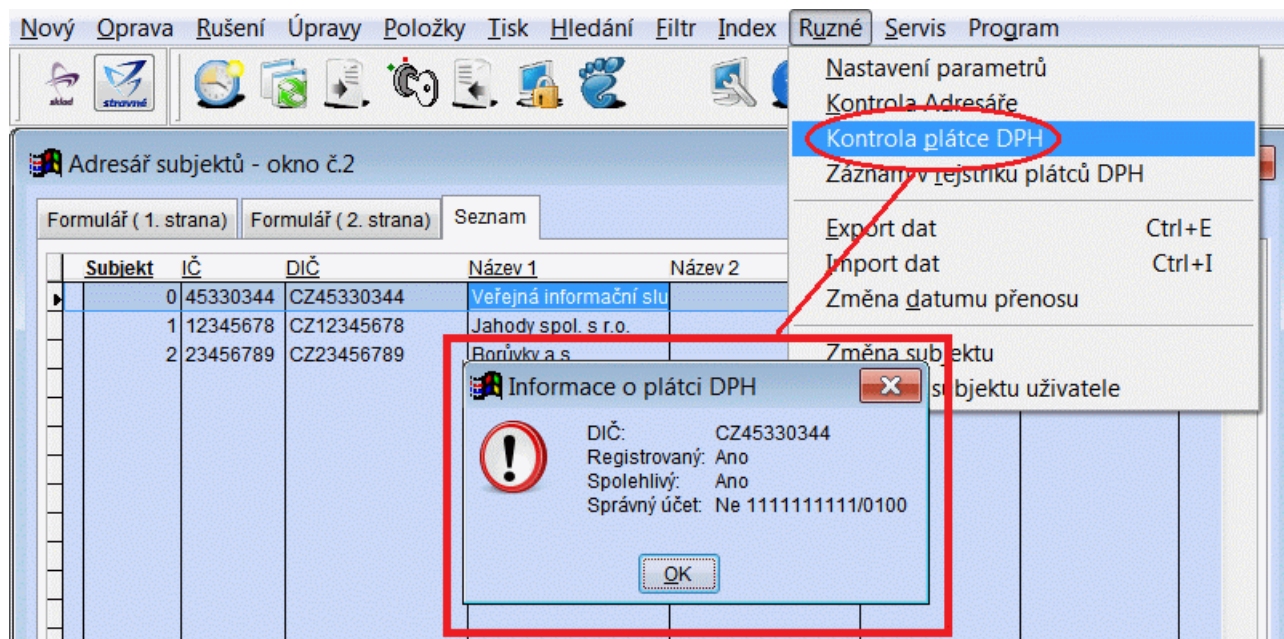 Nový Oprava Rušení Úpravy Položky Tisk Hledání Filtr Index Ruzné Servis Program
sklad stravné
Nastavení parametrů
Kontrola Adresáře
Kontrola plátce DPH
Záznam v rejstříku plátců DPH
Export dat Ctrl+E
Import dat Ctrl+I
Změna datumu přenosu
Změna subjektu
subjektu uživatele
Adresář subjektů - okno č.2
Formulář ( 1. strana) Formulář ( 2. strana) Seznam
Subjekt IČ DIČ Název 1 Název 2
0 45330344 CZ45330344 Veřejná informační slu
1 12345678 CZ12345678 Jahody spol. s r.o.
2 23456789 CZ23456789 Borůvky a.s
Informace o plátci DPH
DIČ: CZ45330344
Registrovaný: Ano
Spolehlivý: Ano
Správný účet: Ne 1111111111/0100
OK